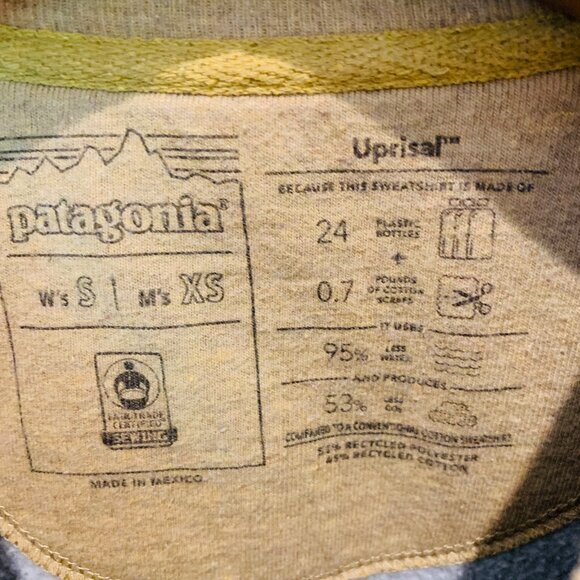 patagonia®
W's S | M's XS
FAIR TRADE
CERTIFIED
SEWING
MADE IN MEXICO.
Uprisal™
BECAUSE THIS SWEATSHIRT IS MADE OF
24 PLASTIC BOTTLES
+
0.7 POUNDS OF COTTON SCRAPS
IT USES
95% LESS WATER
AND PRODUCES
53% LESS CO₂
COMPARED TO A CONVENTIONAL COTTON SWEATSHIRT
RECYCLED POLYESTER
RECYCLED COTTON